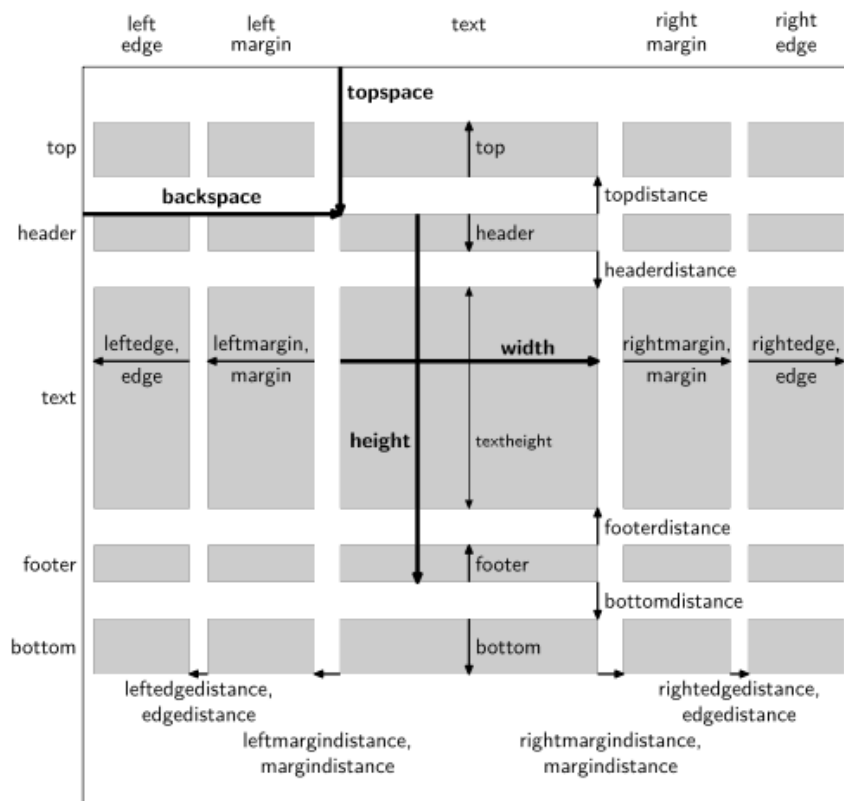 left
edge
left
margin
text
right
margin
right
edge
topspace
top
top
backspace
topdistance
header
header
headerdistance
leftedge,
edge
leftmargin,
margin
width
rightmargin,
margin
rightedge,
edge
text
height
textheight
footerdistance
footer
footer
bottomdistance
bottom
bottom
leftedgedistance,
edgedistance
rightedgedistance,
edgedistance
leftmargindistance,
margindistance
rightmargindistance,
margindistance